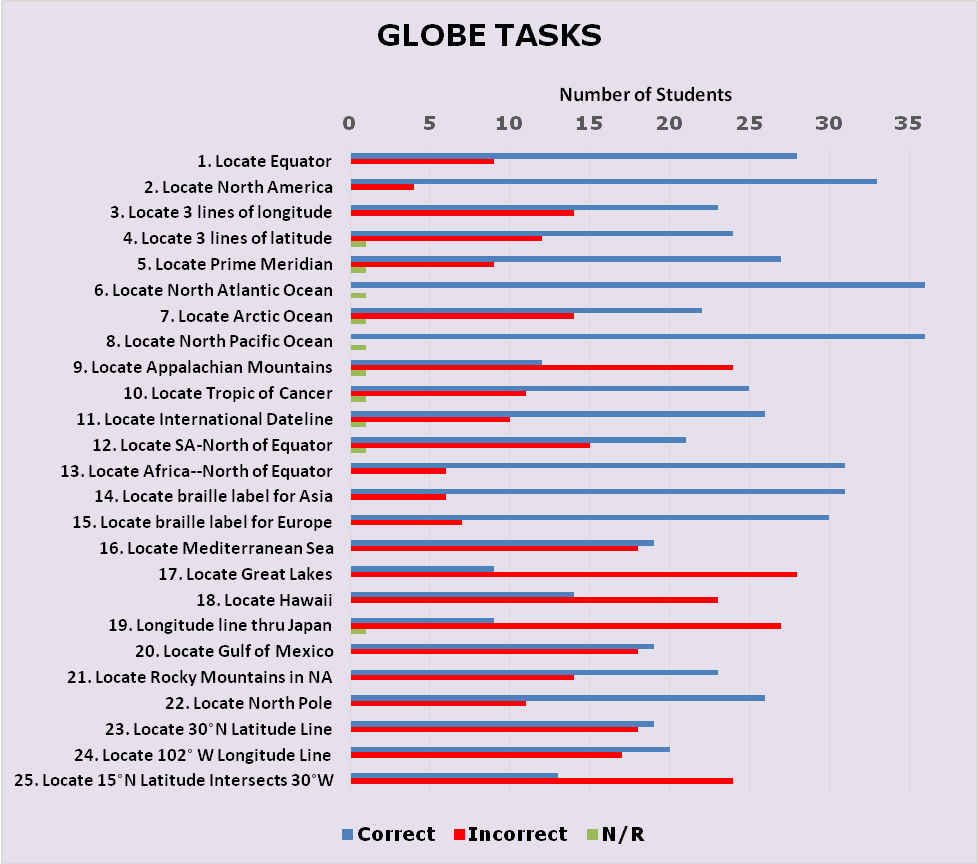 GLOBE TASKS
Number of Students
0 5 10 15 20 25 30 35
1. Locate Equator
2. Locate North America
3. Locate 3 lines of longitude
4. Locate 3 lines of latitude
5. Locate Prime Meridian
6. Locate North Atlantic Ocean
7. Locate Arctic Ocean
8. Locate North Pacific Ocean
9. Locate Appalachian Mountains
10. Locate Tropic of Cancer
11. Locate International Dateline
12. Locate SA-North of Equator
13. Locate Africa--North of Equator
14. Locate braille label for Asia
15. Locate braille label for Europe
16. Locate Mediterranean Sea
17. Locate Great Lakes
18. Locate Hawaii
19. Longitude line thru Japan
20. Locate Gulf of Mexico
21. Locate Rocky Mountains in NA
22. Locate North Pole
23. Locate 30°N Latitude Line
24. Locate 102° W Longitude Line
25. Locate 15°N Latitude Intersects 30°W
Correct Incorrect N/R